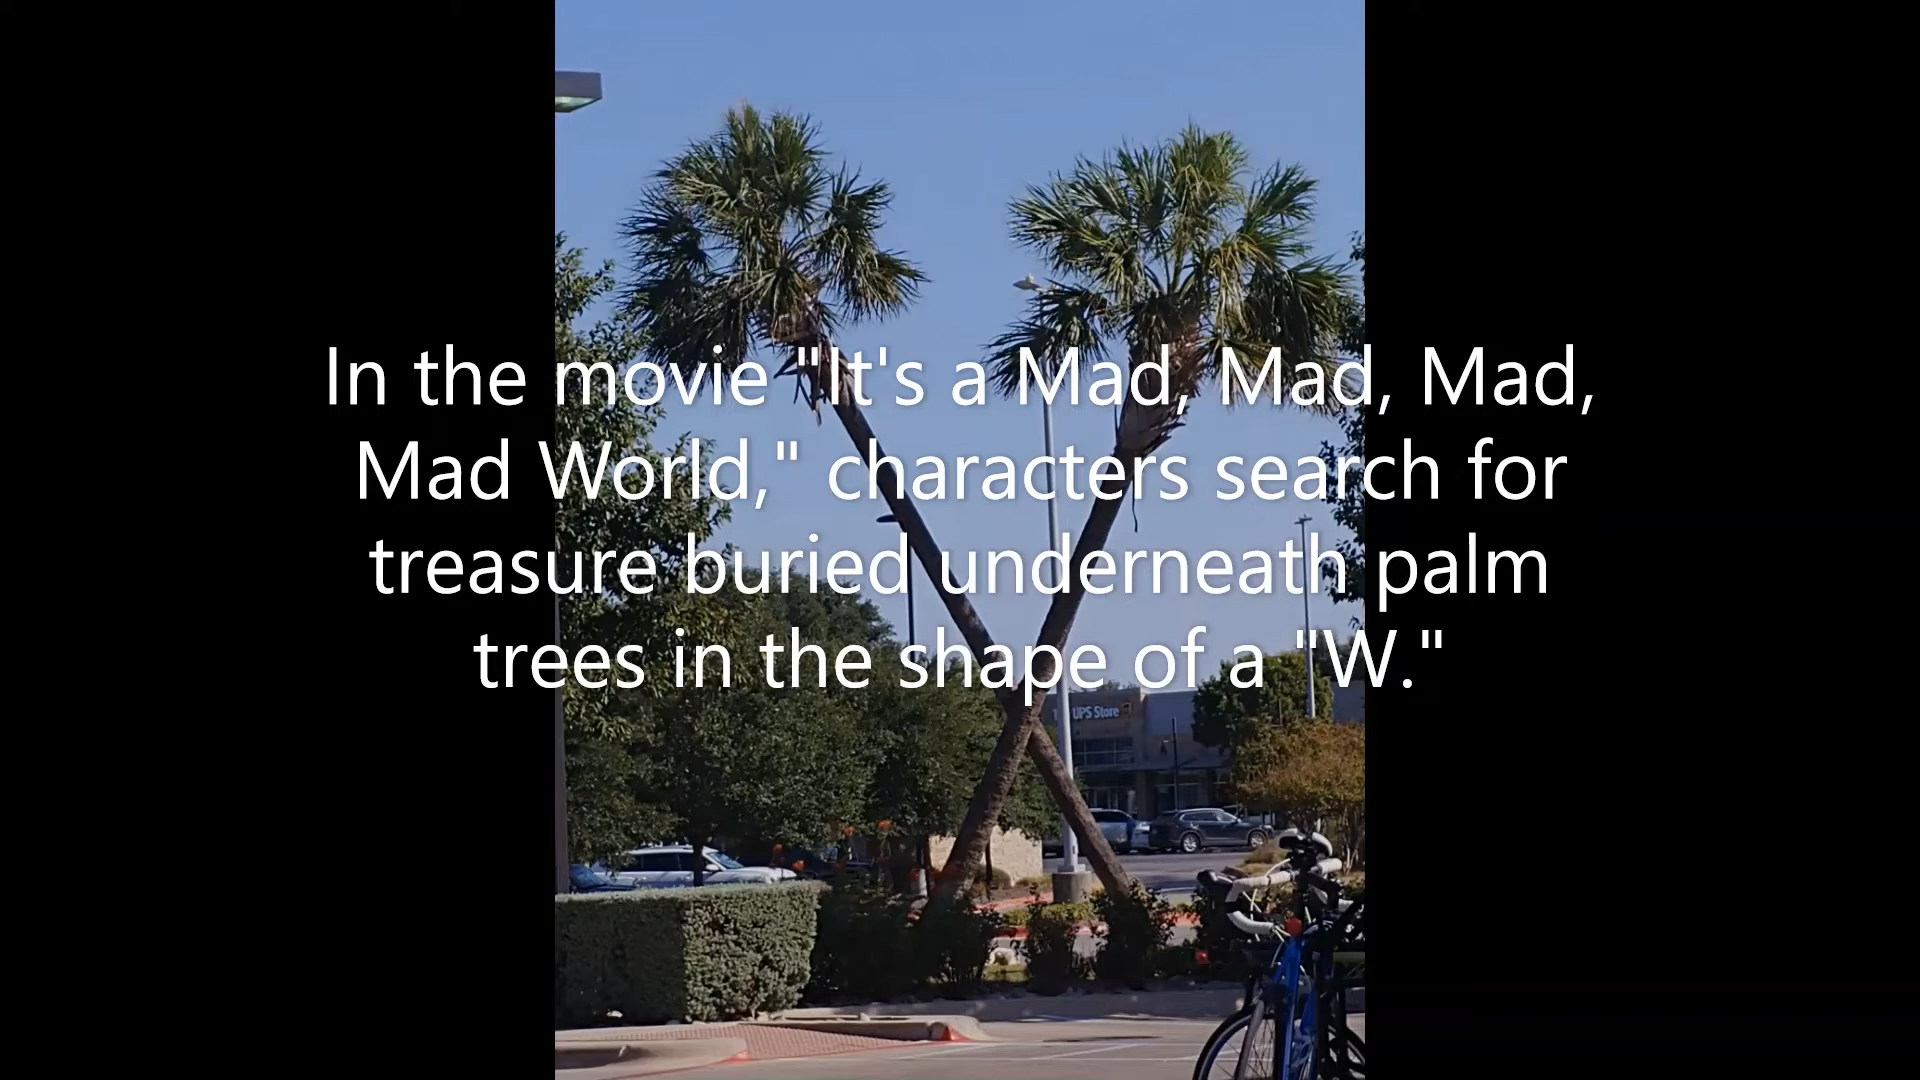 In the movie "It's a Mad, Mad, Mad,
Mad World," characters search for
treasure buried underneath palm
trees in the shape of a "W."
The UPS Store